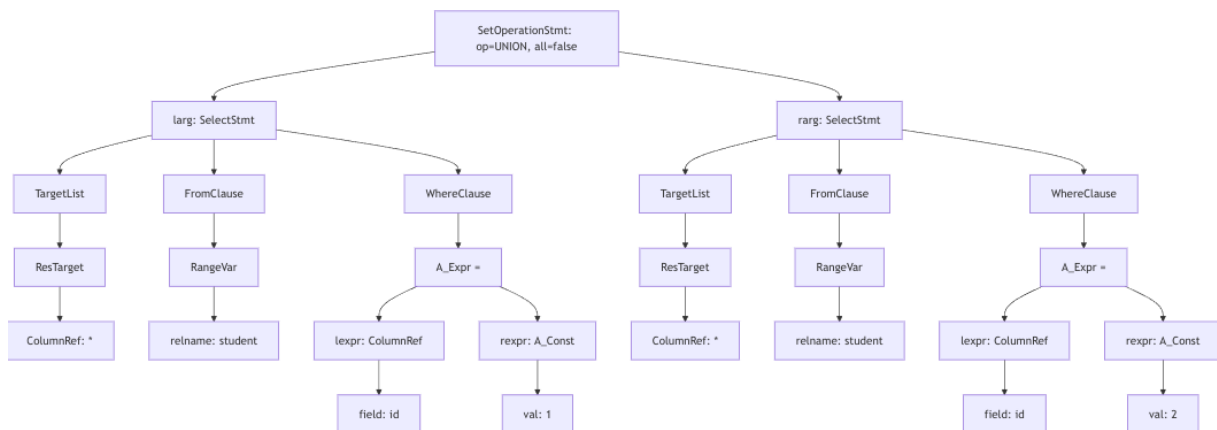 SetOperationStmt:
op=UNION, all=false
larg: SelectStmt
rarg: SelectStmt
TargetList
FromClause
WhereClause
TargetList
FromClause
WhereClause
ResTarget
RangeVar
A_Expr =
ResTarget
RangeVar
A_Expr =
ColumnRef: *
relname: student
lexpr: ColumnRef
rexpr: A_Const
ColumnRef: *
relname: student
lexpr: ColumnRef
rexpr: A_Const
field: id
val: 1
field: id
val: 2